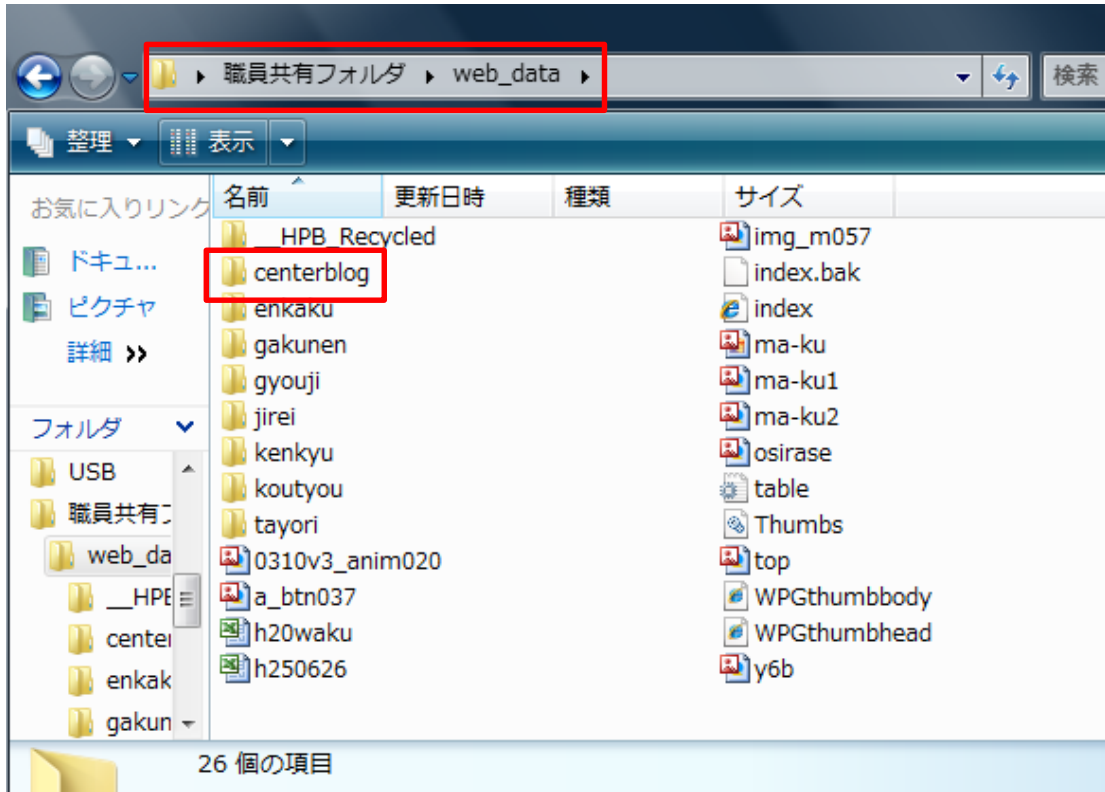 職員共有フォルダ web_data
検索
整理 表示
お気に入りリンク
ドキュ...
ピクチャ
詳細 >>
フォルダ
USB
職員共有フ
web_da
__HPE
center
enkak
gakun
名前 更新日時 種類 サイズ
__HPB_Recycled
centerblog
enkaku
gakunen
gyouji
jirei
kenkyu
koutyou
tayori
0310v3_anim020
a_btn037
h20waku
h250626
img_m057
index.bak
index
ma-ku
ma-ku1
ma-ku2
osirase
table
Thumbs
top
WPGthumbbody
WPGthumbhead
y6b
26 個の項目